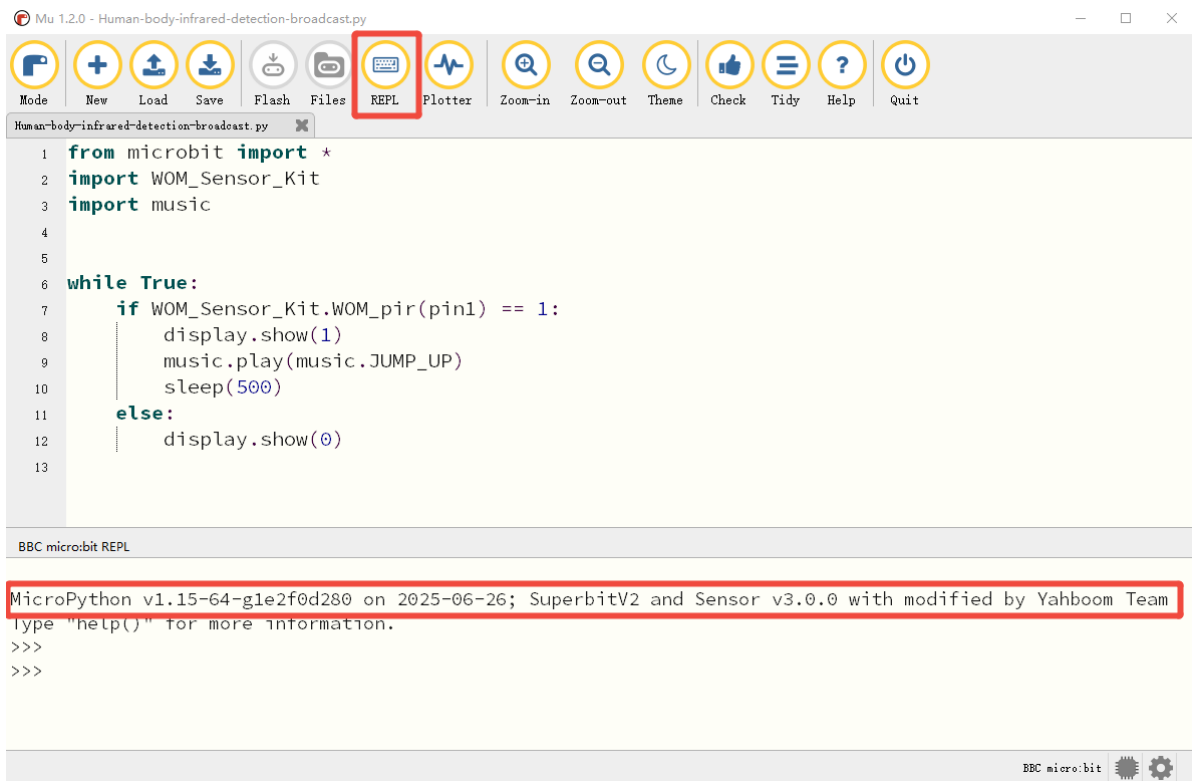 Mu 1.2.0 - Human-body-infrared-detection-broadcast.py
Mode New Load Save Flash Files REPL Plotter Zoom-in Zoom-out Theme Check Tidy Help Quit
Human-body-infrared-detection-broadcast.py
1 from microbit import *
2 import WOM_Sensor_Kit
3 import music
4
5
6 while True:
7     if WOM_Sensor_Kit.WOM_pir(pin1) == 1:
8         display.show(1)
9         music.play(music.JUMP_UP)
10         sleep(500)
11     else:
12         display.show(0)
13
BBC micro:bit REPL
MicroPython v1.15-64-g1e2f0d280 on 2025-06-26; SuperbitV2 and Sensor v3.0.0 with modified by Yahboom Team
Type "help()" for more information.
>>>
>>>
BBC micro:bit